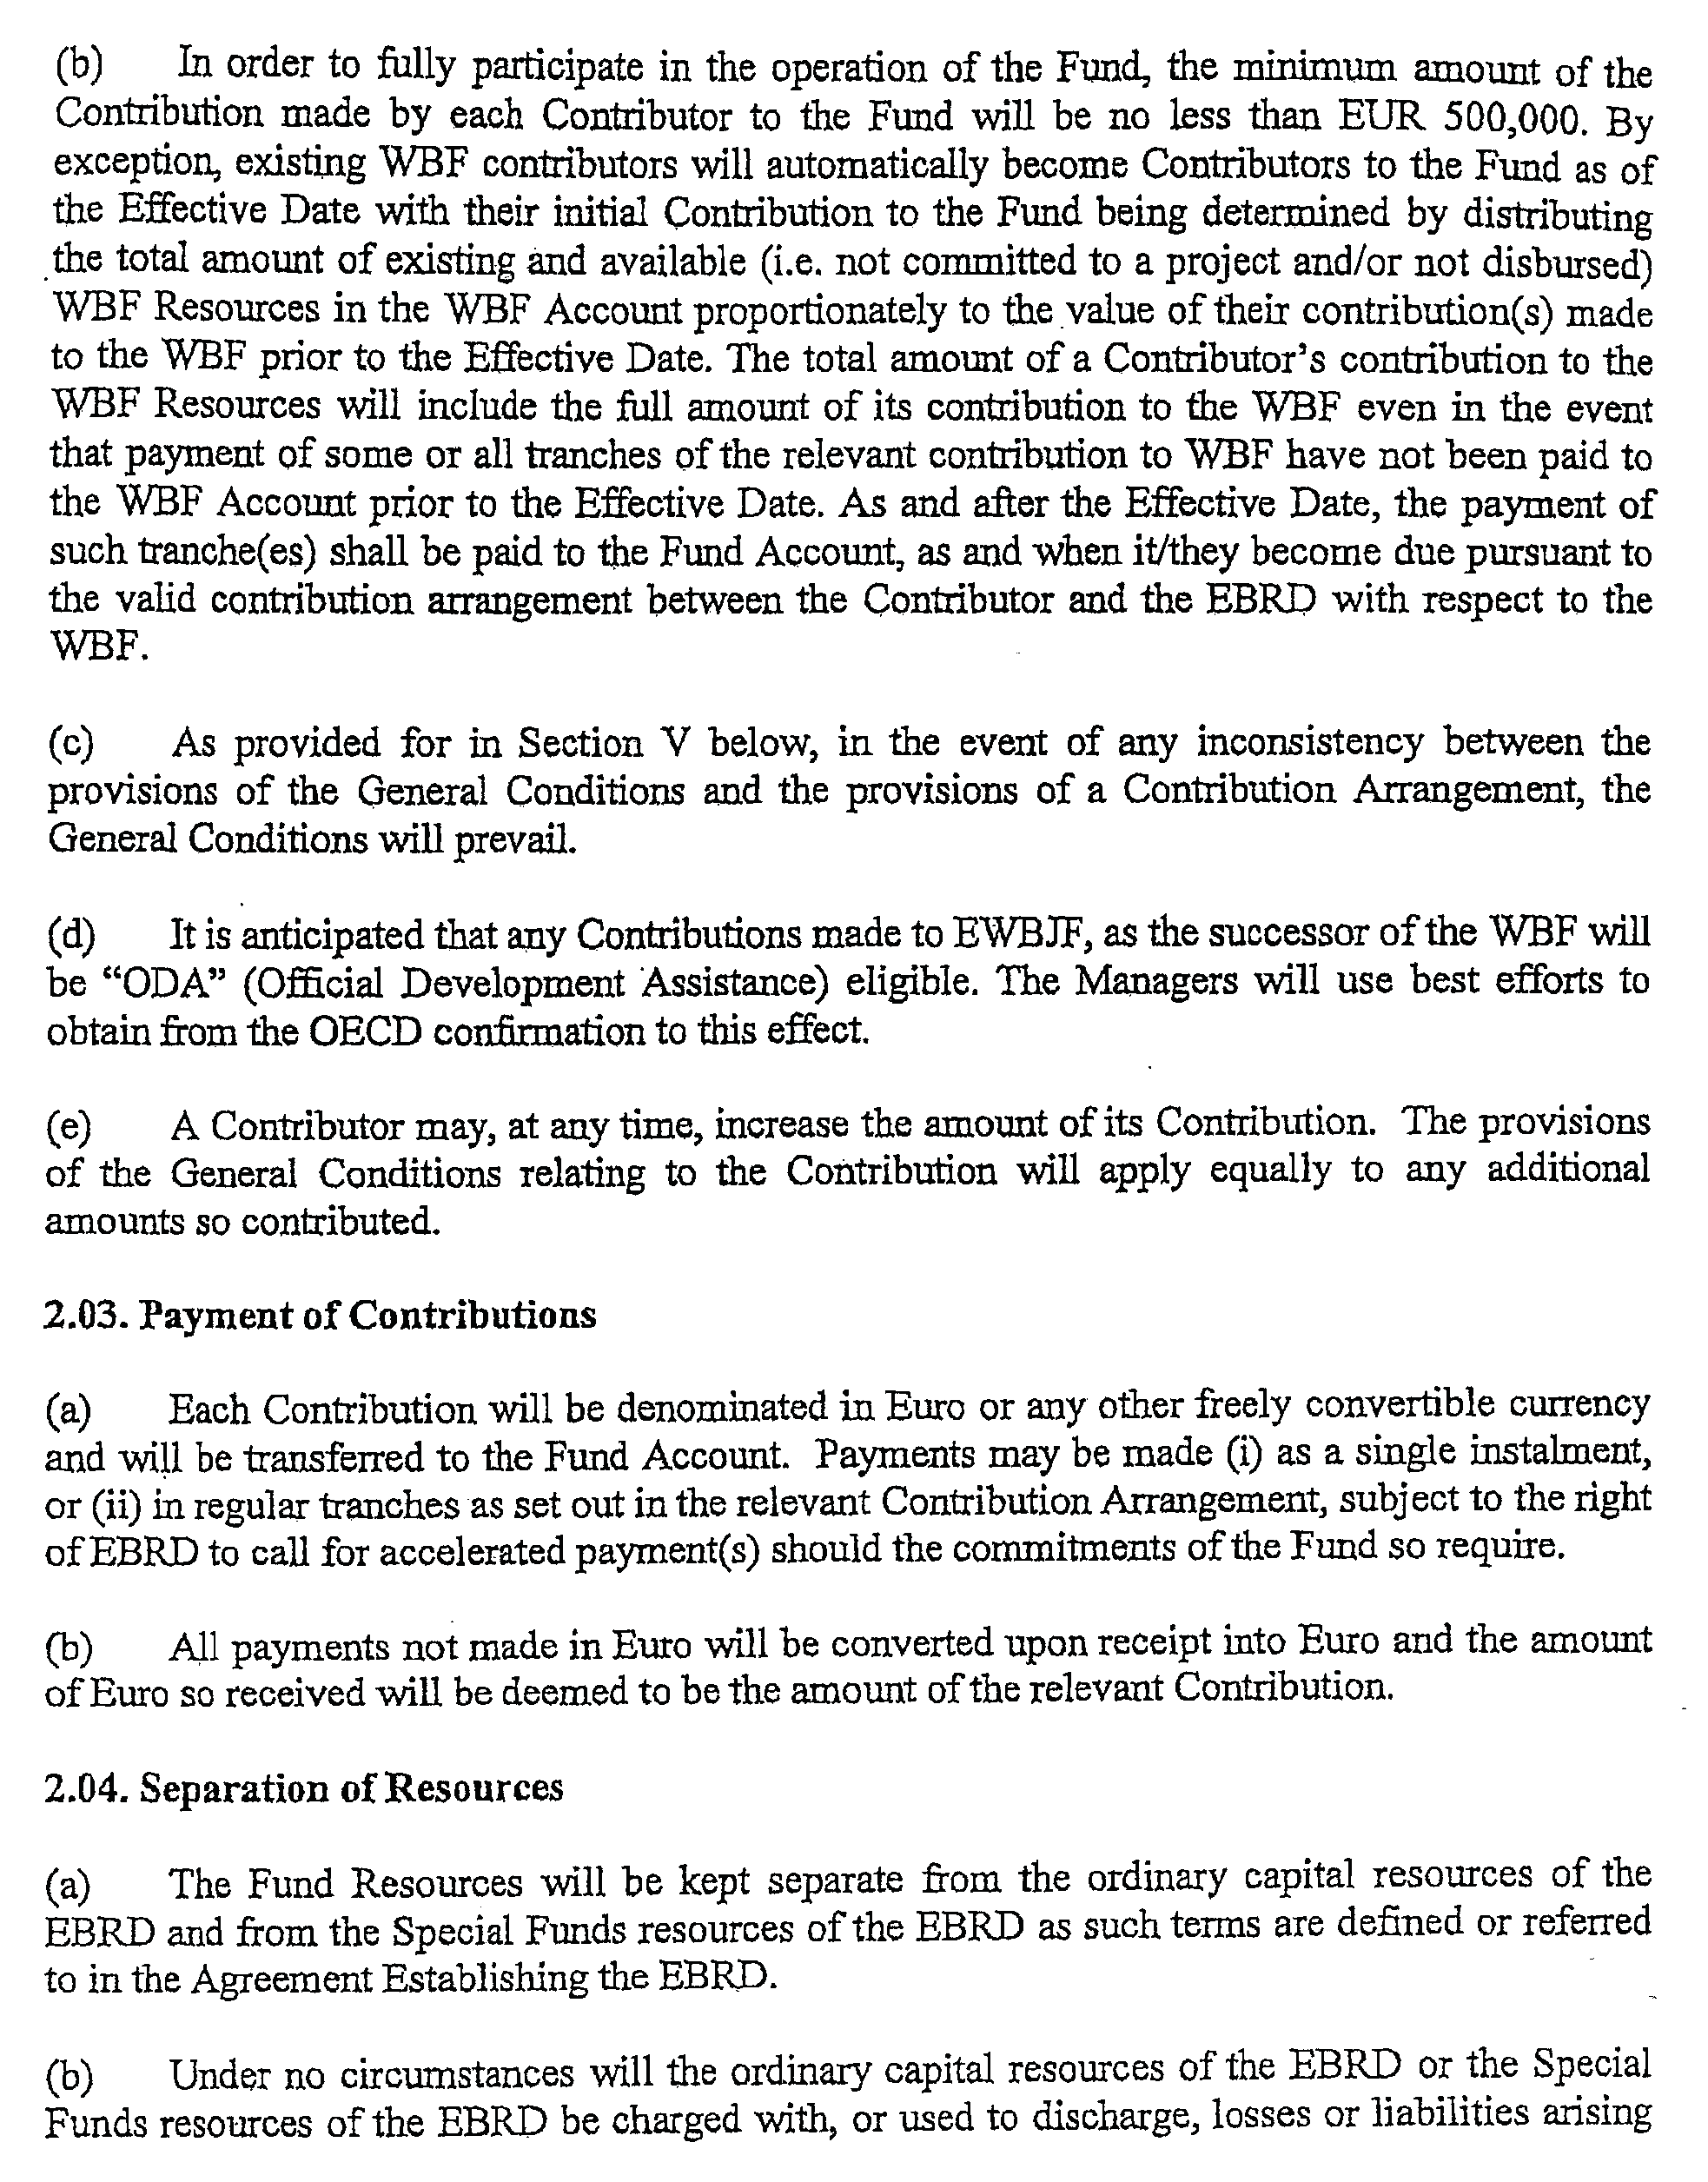 (b) In order to fully participate in the operation of the Fund, the minimum amount of the
Contribution made by each Contributor to the Fund will be no less than EUR 500,000. By
exception, existing WBF contributors will automatically become Contributors to the Fund as of
the Effective Date with their initial Contribution to the Fund being determined by distributing
the total amount of existing and available (i.e. not committed to a project and/or not disbursed)
WBF Resources in the WBF Account proportionately to the value of their contribution(s) made
to the WBF prior to the Effective Date. The total amount of a Contributor's contribution to the
WBF Resources will include the full amount of its contribution to the WBF even in the event
that payment of some or all tranches of the relevant contribution to WBF have not been paid to
the WBF Account prior to the Effective Date. As and after the Effective Date, the payment of
such tranche(es) shall be paid to the Fund Account, as and when it/they become due pursuant to
the valid contribution arrangement between the Contributor and the EBRD with respect to the
WBF.
(c) As provided for in Section V below, in the event of any inconsistency between the
provisions of the General Conditions and the provisions of a Contribution Arrangement, the
General Conditions will prevail.
(d) It is anticipated that any Contributions made to EWBJF, as the successor of the WBF will
be “ODA” (Official Development Assistance) eligible. The Managers will use best efforts to
obtain from the OECD confirmation to this effect.
(e) A Contributor may, at any time, increase the amount of its Contribution. The provisions
of the General Conditions relating to the Contribution will apply equally to any additional
amounts so contributed.
2.03. Payment of Contributions
(a) Each Contribution will be denominated in Euro or any other freely convertible currency
and will be transferred to the Fund Account. Payments may be made (i) as a single instalment,
or (ii) in regular tranches as set out in the relevant Contribution Arrangement, subject to the right
of EBRD to call for accelerated payment(s) should the commitments of the Fund so require.
(b) All payments not made in Euro will be converted upon receipt into Euro and the amount
of Euro so received will be deemed to be the amount of the relevant Contribution.
2.04. Separation of Resources
(a) The Fund Resources will be kept separate from the ordinary capital resources of the
EBRD and from the Special Funds resources of the EBRD as such terms are defined or referred
to in the Agreement Establishing the EBRD.
(b) Under no circumstances will the ordinary capital resources of the EBRD or the Special
Funds resources of the EBRD be charged with, or used to discharge, losses or liabilities arising